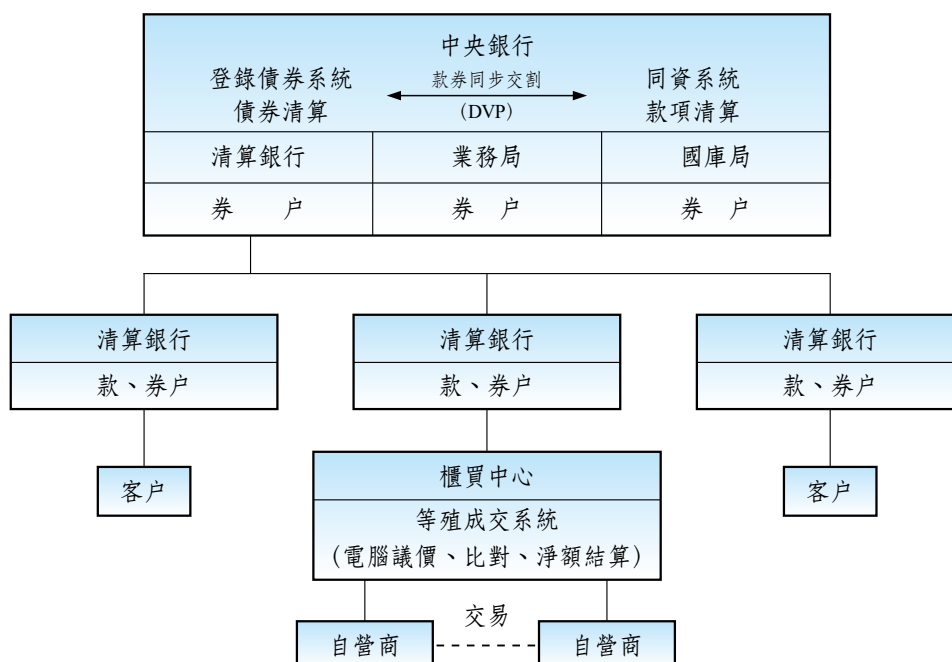 中央銀行
登錄債券系統 款券同步交割 同資系統
債券清算 (DVP) 款項清算
清算銀行 業務局 國庫局
券 戶 券 戶 券 戶
清算銀行 清算銀行 清算銀行
款、券戶 款、券戶 款、券戶
客戶 櫃買中心 客戶
等殖成交系統
(電腦議價、比對、淨額結算)
交易
自營商 自營商